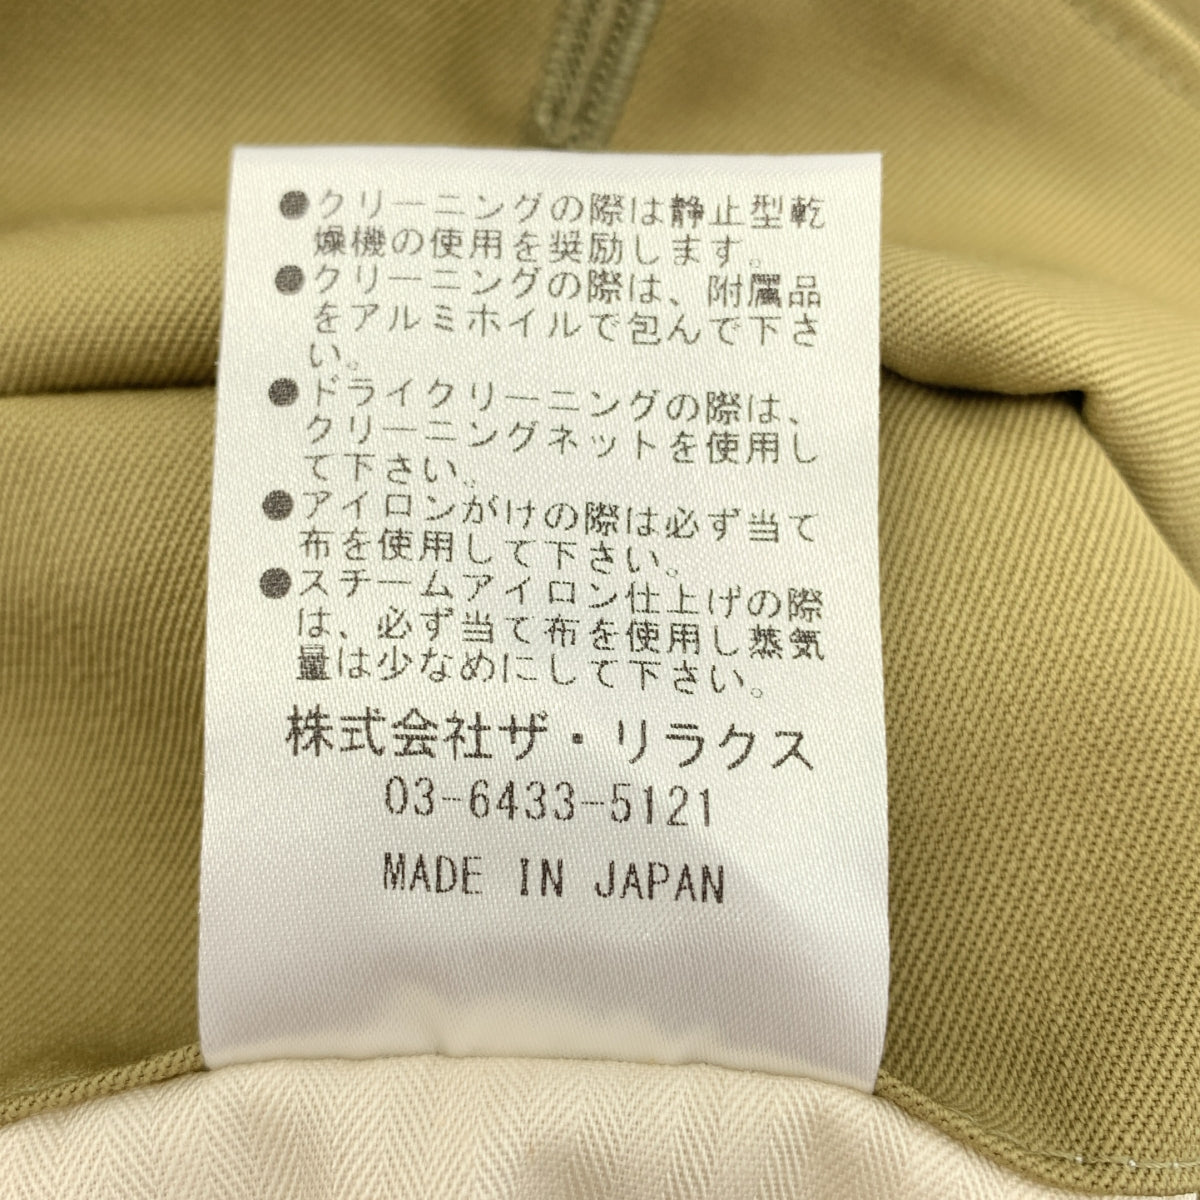 ●クリーニングの際は静止型乾
燥機の使用を奨励します。
●クリーニングの際は、附属品
をアルミホイルで包んで下さ
い。
●ドライクリーニングの際は、
クリーニングネットを使用し
て下さい。
●アイロンがけの際は必ず当て
布を使用して下さい。
●スチームアイロン仕上げの際
は、必ず当て布を使用し蒸気
量は少なめにして下さい。
株式会社ザ・リラクス
03-6433-5121
MADE IN JAPAN